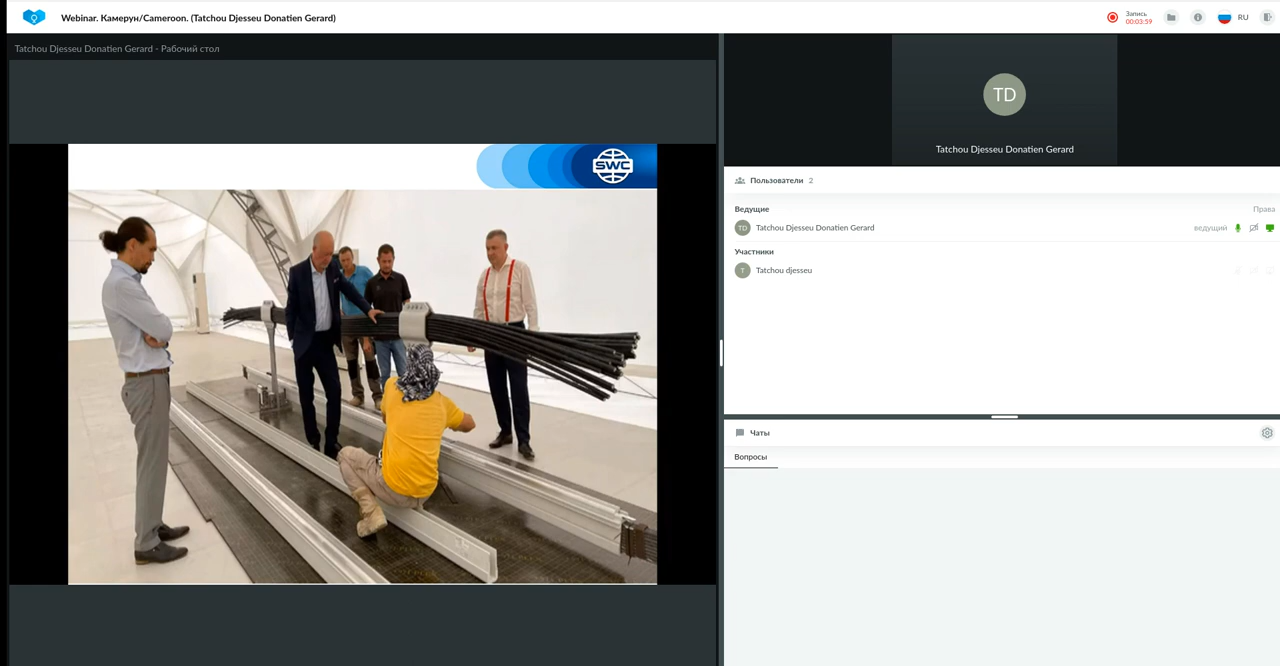 Webinar. Камерун/Cameroon. (Tatchou Djesseu Donatien Gerard)
Запись
00:03:59
RU
Tatchou Djesseu Donatien Gerard - Рабочий стол
SWC
TD
Tatchou Djesseu Donatien Gerard
Пользователи 2
Ведущие Права
TD Tatchou Djesseu Donatien Gerard ведущий
Участники
T Tatchou djesseu
Чаты
Вопросы